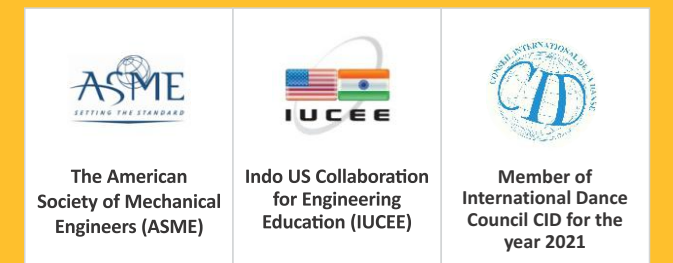 ASME
SETTING THE STANDARD
The American
Society of Mechanical
Engineers (ASME)
IUCEE
Indo US Collaboration
for Engineering
Education (IUCEE)
CONSEIL INTERNATIONAL DE LA DANSE
CID
Member of
International Dance
Council CID for the
year 2021